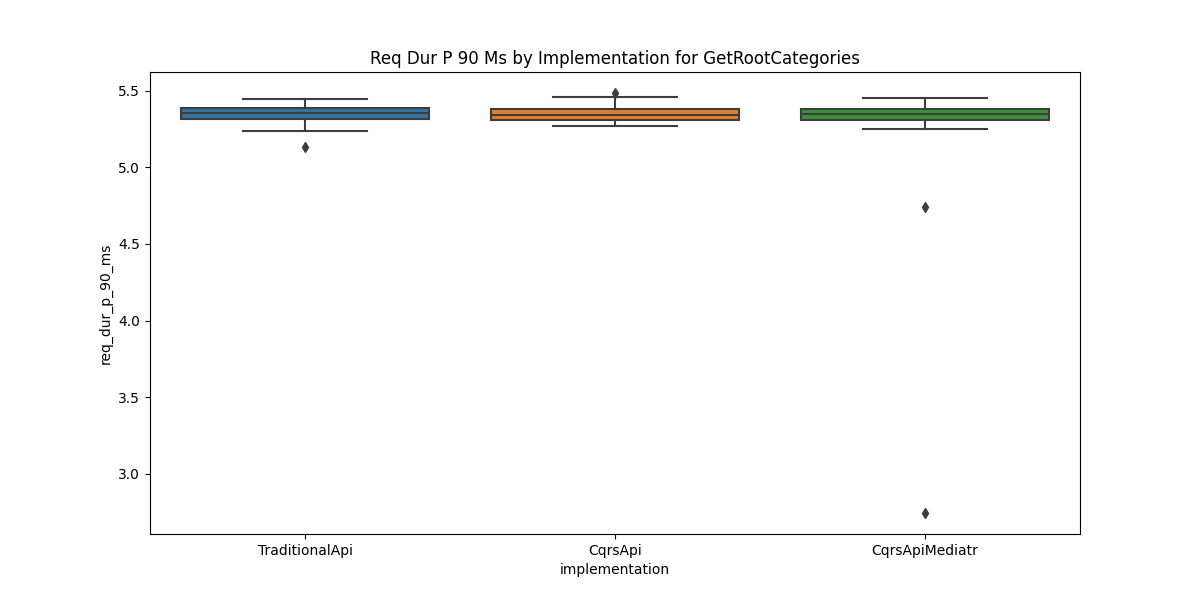 Req Dur P 90 Ms by Implementation for GetRootCategories
5.5
5.0
4.5
4.0
3.5
3.0
req_dur_p_90_ms
TraditionalApi
CqrsApi
CqrsApiMediatr
implementation